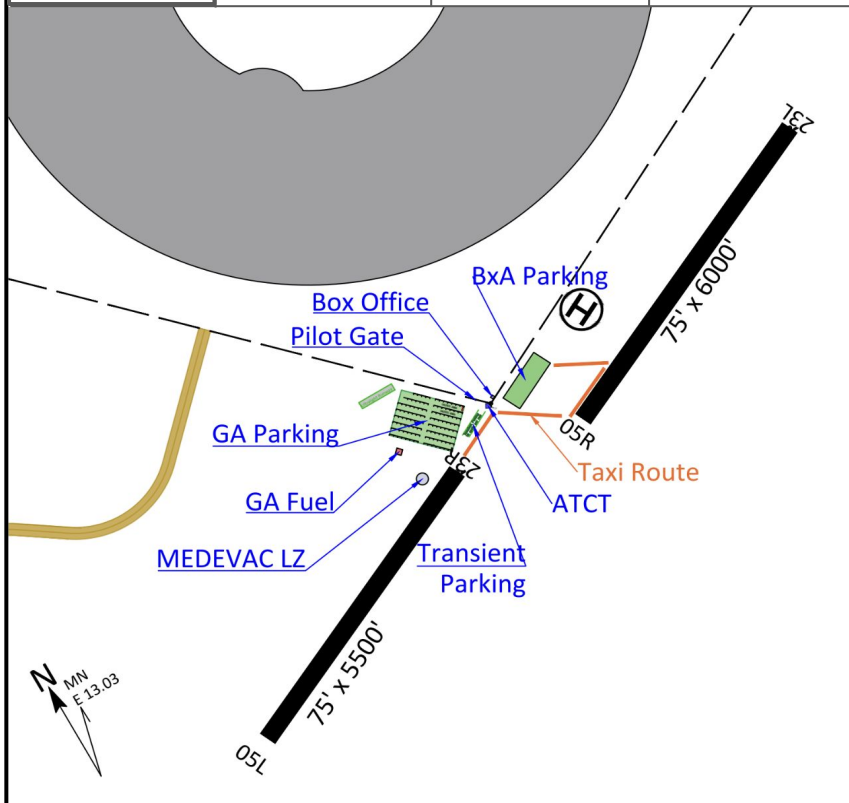 23L
75' x 6000'
BxA Parking
Box Office
H
Pilot Gate
GA Parking
05R
23R
Taxi Route
GA Fuel
ATCT
MEDEVAC LZ
Transient
Parking
75' x 5500'
N
MN
E 13.03
05L